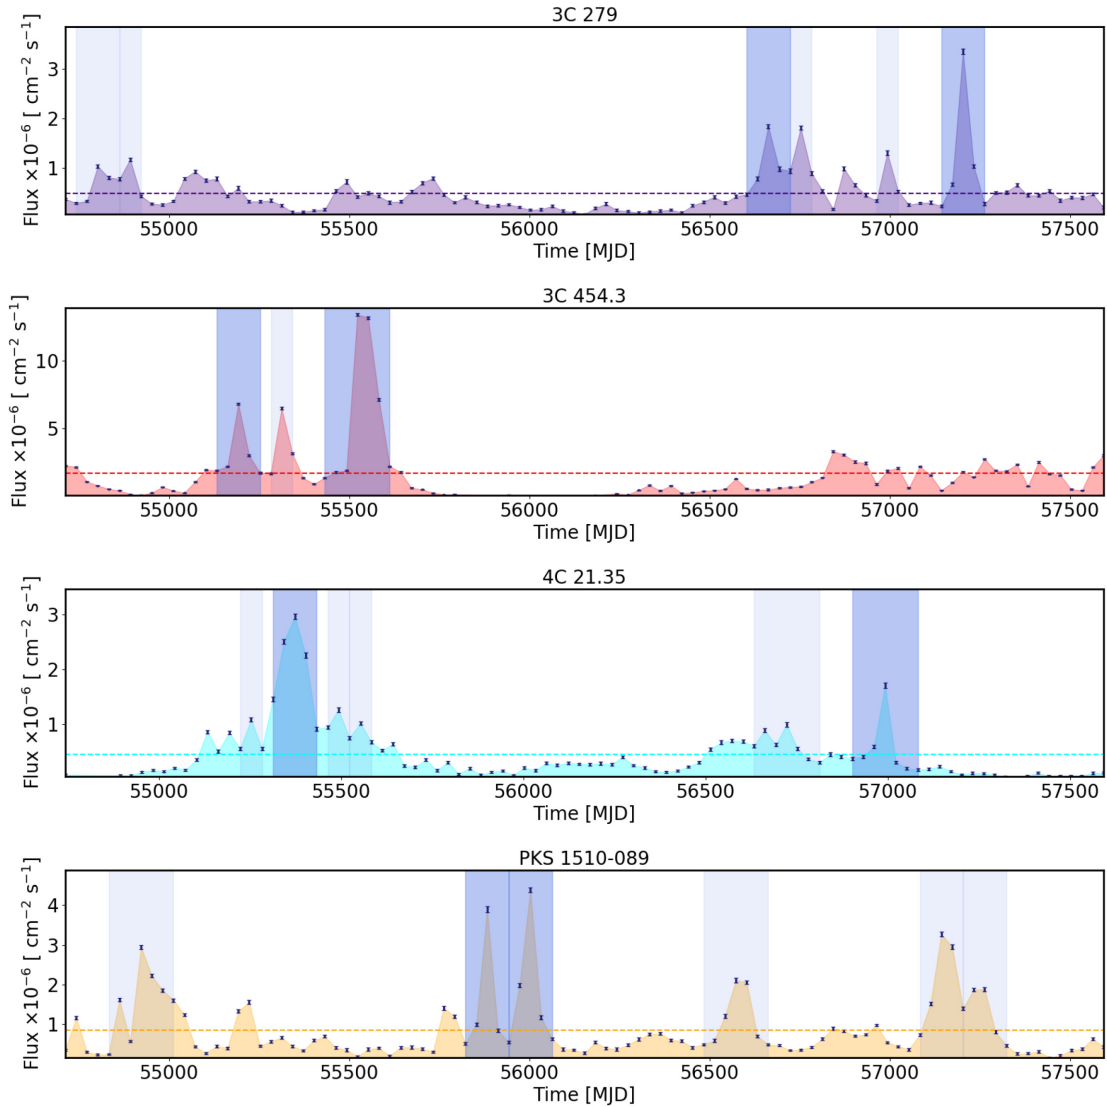 3C 279
Flux ×10⁻⁶ [ cm⁻² s⁻¹]
3
2
1
55000 55500 56000 56500 57000 57500
Time [MJD]
3C 454.3
Flux ×10⁻⁶ [ cm⁻² s⁻¹]
10
5
55000 55500 56000 56500 57000 57500
Time [MJD]
4C 21.35
Flux ×10⁻⁶ [ cm⁻² s⁻¹]
3
2
1
55000 55500 56000 56500 57000 57500
Time [MJD]
PKS 1510-089
Flux ×10⁻⁶ [ cm⁻² s⁻¹]
4
3
2
1
55000 55500 56000 56500 57000 57500
Time [MJD]